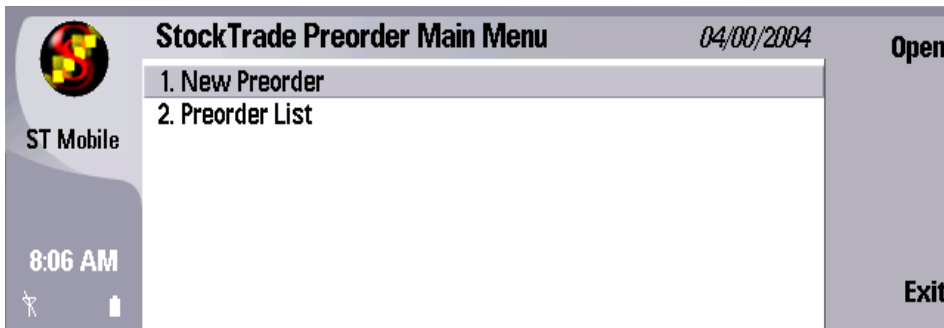 StockTrade Preorder Main Menu
04/00/2004
Open
1. New Preorder
2. Preorder List
ST Mobile
8:06 AM
Exit